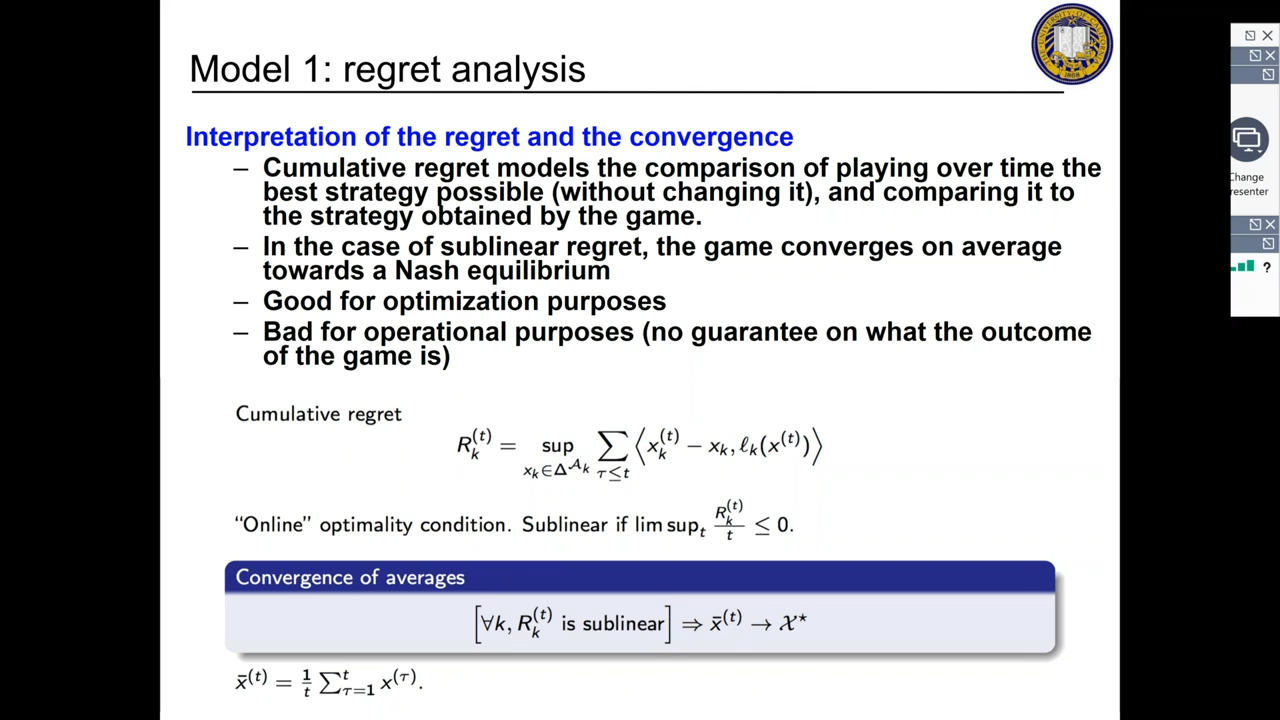 Model 1: regret analysis
Interpretation of the regret and the convergence
– Cumulative regret models the comparison of playing over time the
best strategy possible (without changing it), and comparing it to
the strategy obtained by the game.
– In the case of sublinear regret, the game converges on average
towards a Nash equilibrium
– Good for optimization purposes
– Bad for operational purposes (no guarantee on what the outcome
of the game is)
Cumulative regret
R_k^{(t)} = sup_{x_k∈Δ^{𝒜_k}} ∑_{τ≤t} ⟨x_k^{(t)} − x_k, ℓ_k(x^{(t)})⟩
“Online” optimality condition. Sublinear if lim sup_t R_k^{(t)}/t ≤ 0.
Convergence of averages
[∀k, R_k^{(t)} is sublinear] ⇒ x̄^{(t)} → 𝒳^⋆
x̄^{(t)} = 1/t ∑_{τ=1}^{t} x^{(τ)}.
Change
resenter
?